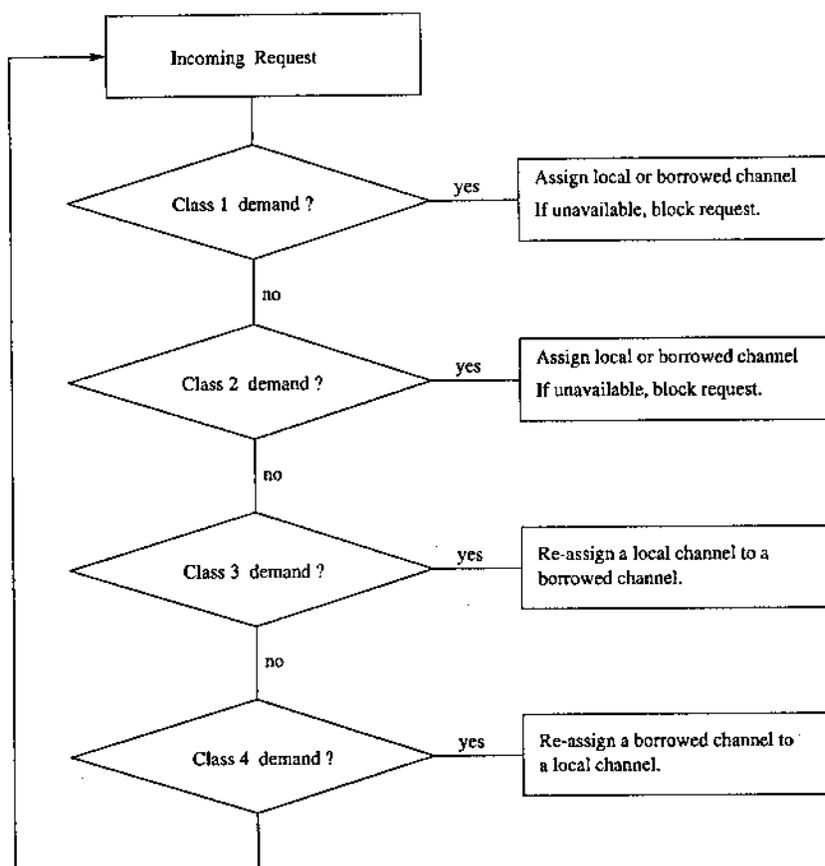 Incoming Request
Class 1 demand ?
yes
Assign local or borrowed channel
If unavailable, block request.
no
Class 2 demand ?
yes
Assign local or borrowed channel
If unavailable, block request.
no
Class 3 demand ?
yes
Re-assign a local channel to a
borrowed channel.
no
Class 4 demand ?
yes
Re-assign a borrowed channel to
a local channel.